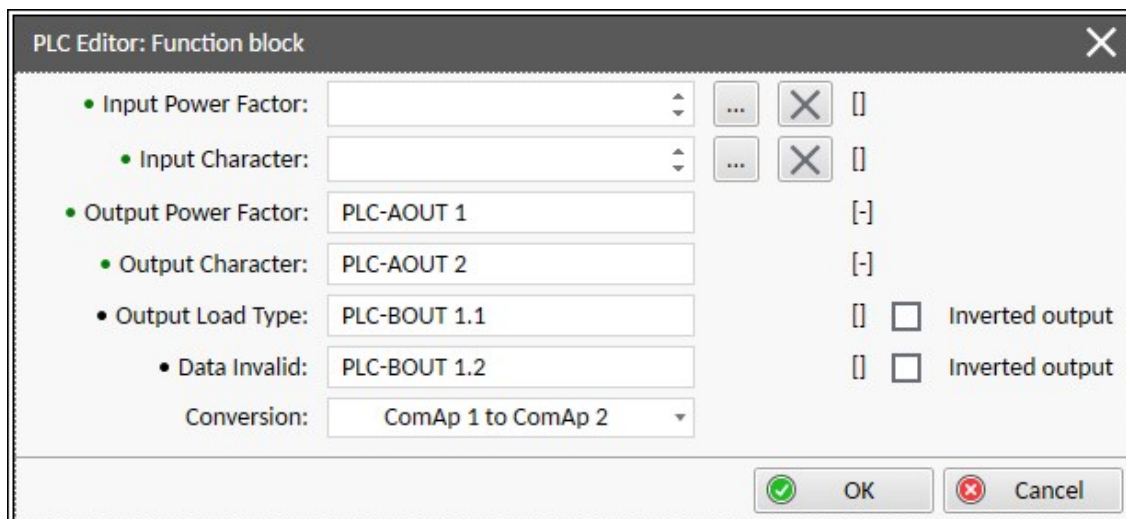 PLC Editor: Function block
• Input Power Factor: ... []
• Input Character: ... []
• Output Power Factor: PLC-AOUT 1 [-]
• Output Character: PLC-AOUT 2 [-]
• Output Load Type: PLC-BOUT 1.1 [] Inverted output
• Data Invalid: PLC-BOUT 1.2 [] Inverted output
Conversion: ComAp 1 to ComAp 2
OK Cancel